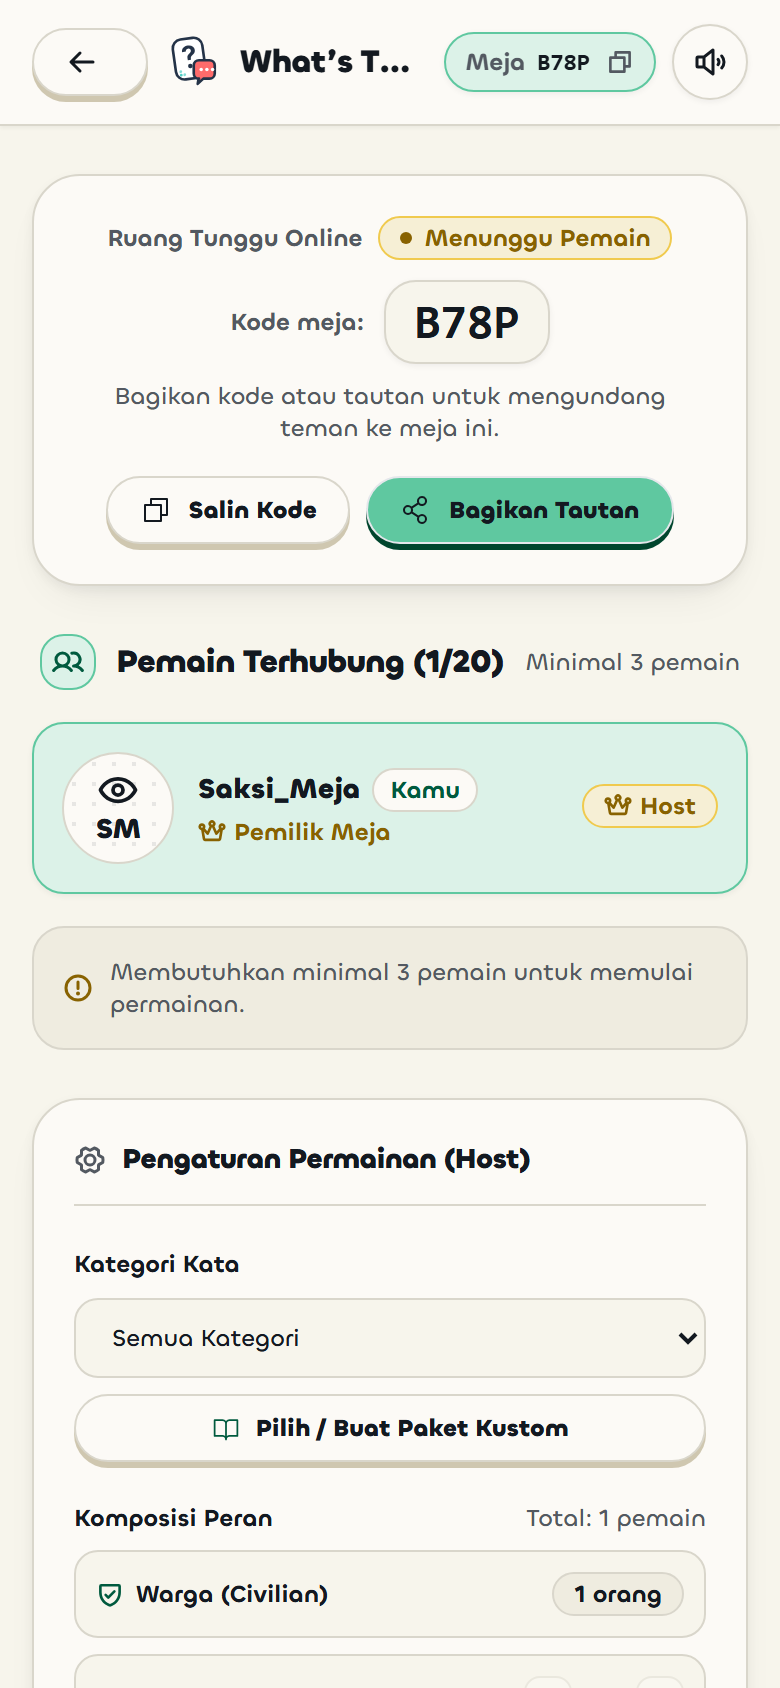 What's T...
Meja B78P
Ruang Tunggu Online
Menunggu Pemain
Kode meja:
B78P
Bagikan kode atau tautan untuk mengundang
teman ke meja ini.
Salin Kode
Bagikan Tautan
Pemain Terhubung (1/20)
Minimal 3 pemain
SM
Saksi_Meja
Kamu
Pemilik Meja
Host
Membutuhkan minimal 3 pemain untuk memulai
permainan.
Pengaturan Permainan (Host)
Kategori Kata
Semua Kategori
Pilih / Buat Paket Kustom
Komposisi Peran
Total: 1 pemain
Warga (Civilian)
1 orang